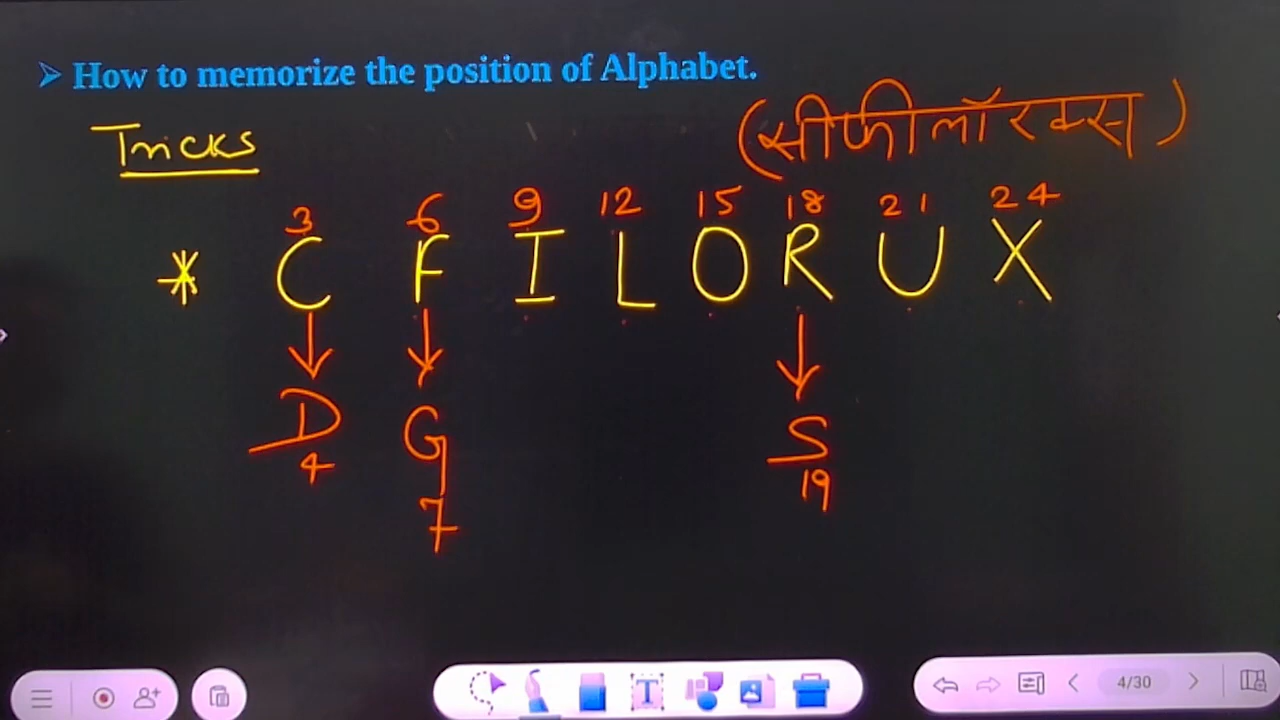 ➤ How to memorize the position of Alphabet.
Tricks
(सीफीलॉरक्स)
3 6 9 12 15 18 21 24
* C F I L O R U X
D G S
4 7 19
T
4/30